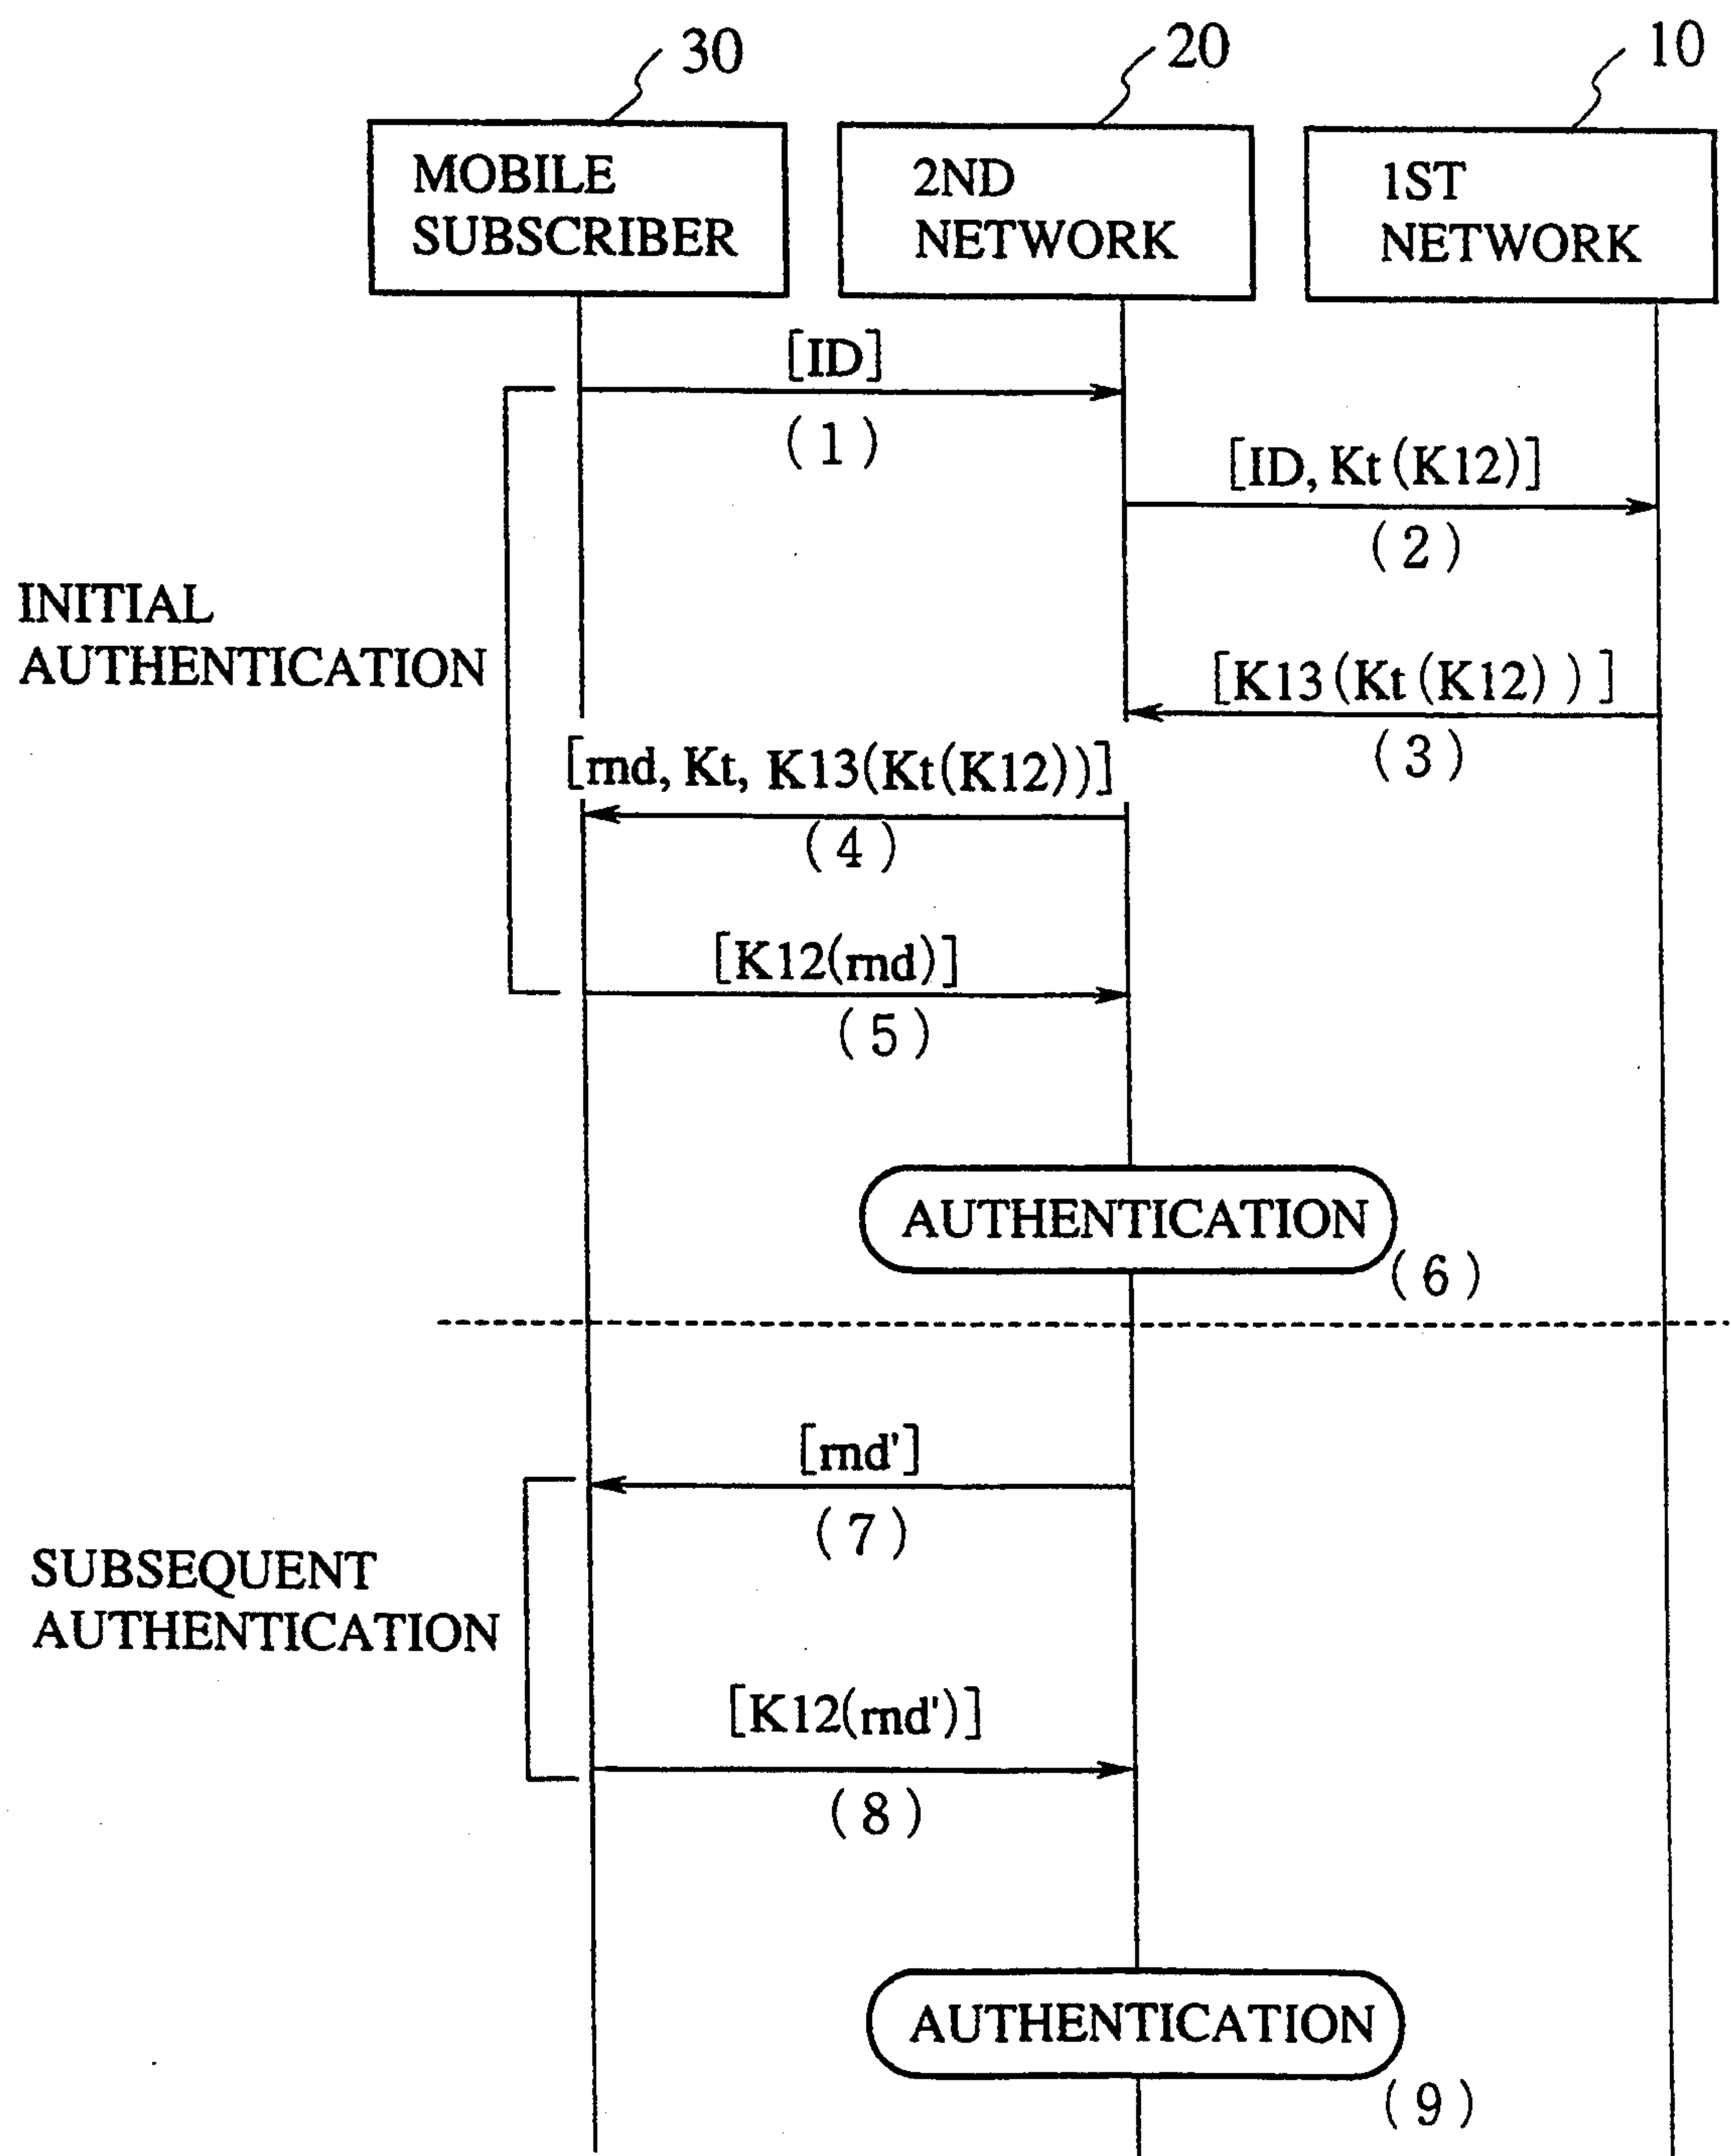 30
20
10
MOBILE
SUBSCRIBER
2ND
NETWORK
1ST
NETWORK
[ID]
(1)
[ID, Kt(K12)]
(2)
INITIAL
AUTHENTICATION
[K13(Kt(K12))]
(3)
[rnd, Kt, K13(Kt(K12))]
(4)
[K12(rnd)]
(5)
AUTHENTICATION
(6)
[rnd']
(7)
SUBSEQUENT
AUTHENTICATION
[K12(rnd')]
(8)
AUTHENTICATION
(9)